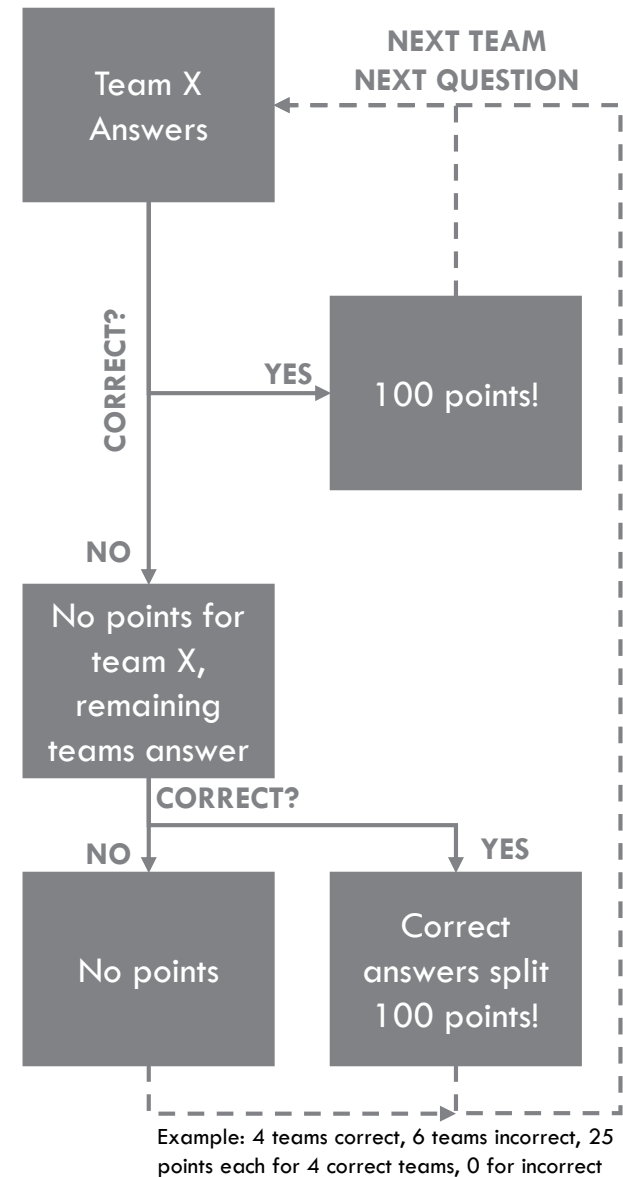 Team X
Answers
NEXT TEAM
NEXT QUESTION
CORRECT?
YES
100 points!
NO
No points for
team X,
remaining
teams answer
CORRECT?
NO
YES
No points
Correct
answers split
100 points!
Example: 4 teams correct, 6 teams incorrect, 25
points each for 4 correct teams, 0 for incorrect